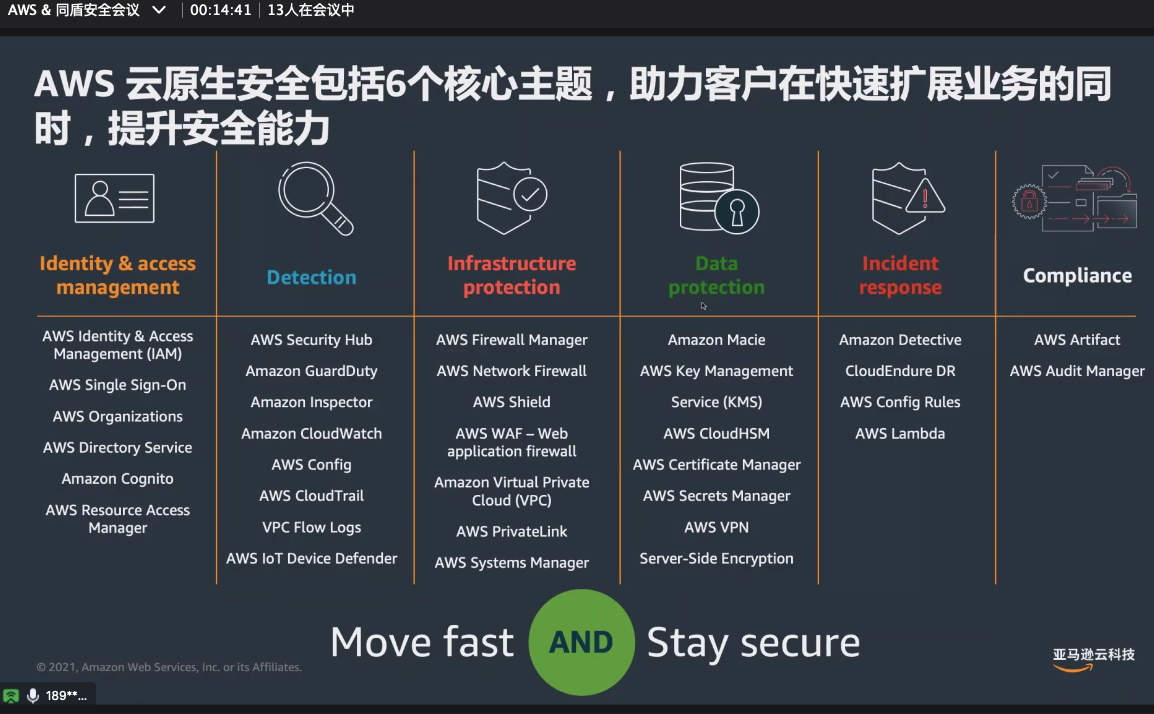 AWS & 同盾安全会议
00:14:41
13人在会议中
AWS 云原生安全包括6个核心主题，助力客户在快速扩展业务的同
时，提升安全能力
Identity & access
management
AWS Identity & Access
Management (IAM)
AWS Single Sign-On
AWS Organizations
AWS Directory Service
Amazon Cognito
AWS Resource Access
Manager
Detection
AWS Security Hub
Amazon GuardDuty
Amazon Inspector
Amazon CloudWatch
AWS Config
AWS CloudTrail
VPC Flow Logs
AWS IoT Device Defender
Infrastructure
protection
AWS Firewall Manager
AWS Network Firewall
AWS Shield
AWS WAF – Web
application firewall
Amazon Virtual Private
Cloud (VPC)
AWS PrivateLink
AWS Systems Manager
Data
protection
Amazon Macie
AWS Key Management
Service (KMS)
AWS CloudHSM
AWS Certificate Manager
AWS Secrets Manager
AWS VPN
Server-Side Encryption
Incident
response
Amazon Detective
CloudEndure DR
AWS Config Rules
AWS Lambda
Compliance
AWS Artifact
AWS Audit Manager
Move fast AND Stay secure
© 2021, Amazon Web Services, Inc. or its Affiliates.
亚马逊云科技
189**...